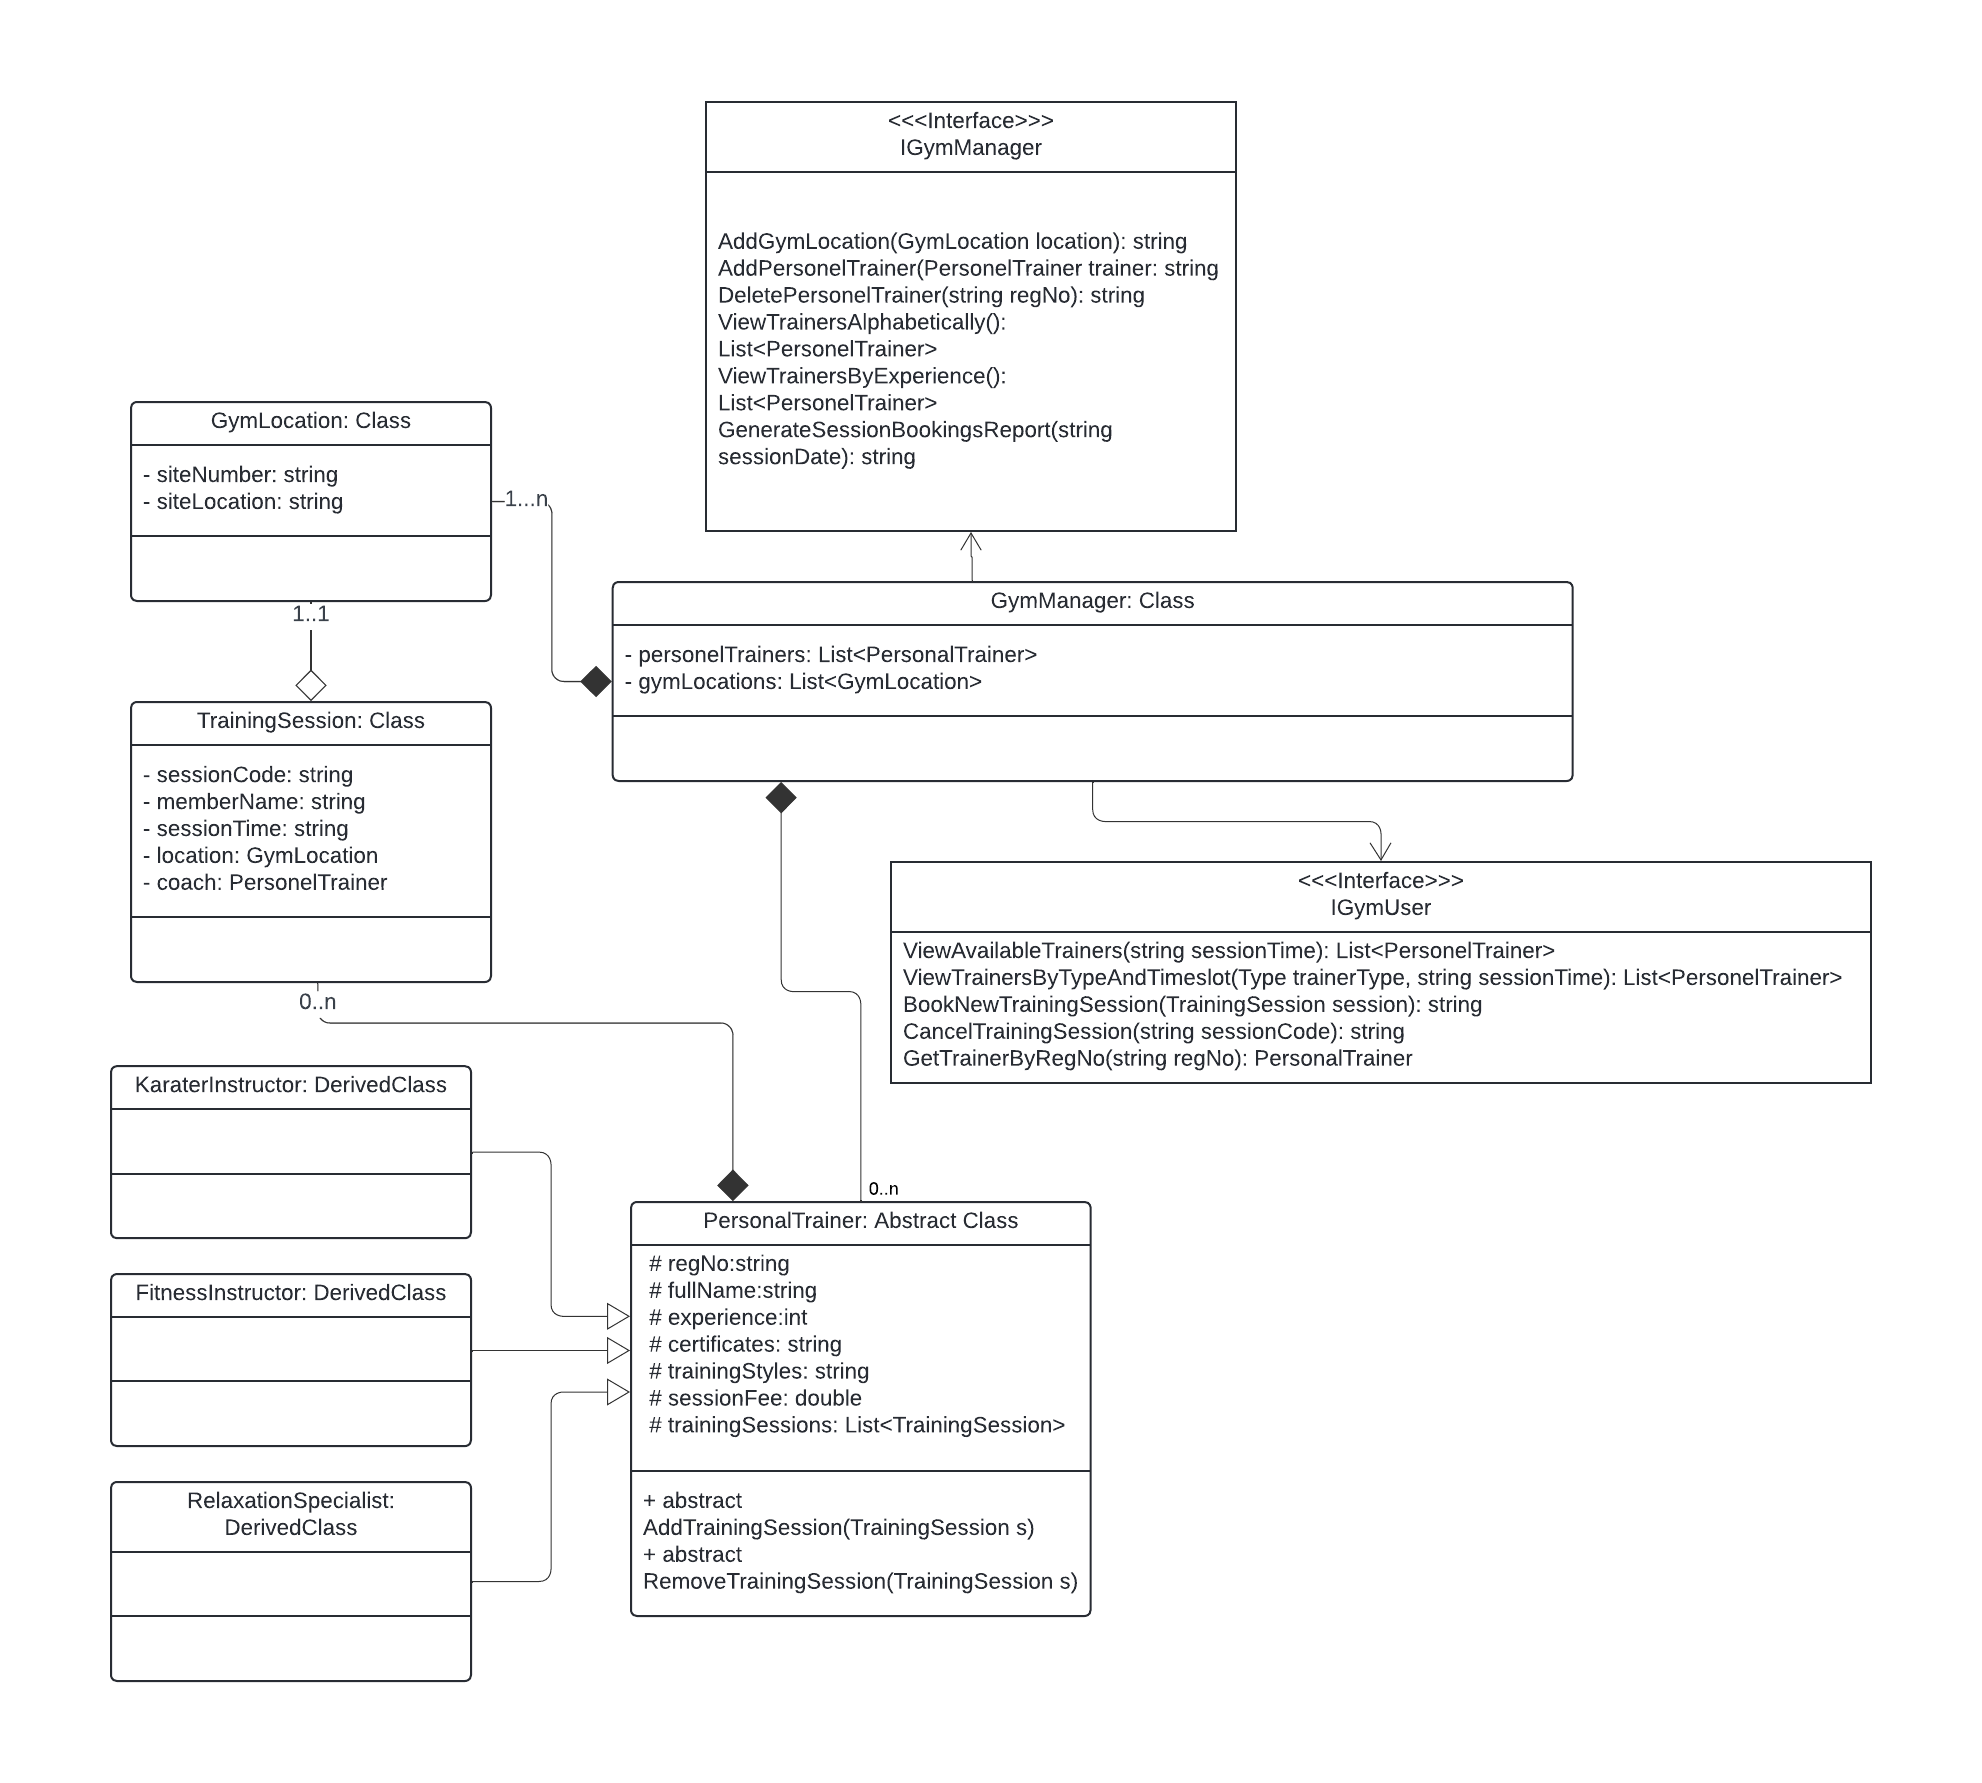 <<<Interface>>>
IGymManager
AddGymLocation(GymLocation location): string
AddPersonelTrainer(PersonelTrainer trainer: string
DeletePersonelTrainer(string regNo): string
ViewTrainersAlphabetically():
List<PersonelTrainer>
ViewTrainersByExperience():
List<PersonelTrainer>
GenerateSessionBookingsReport(string
sessionDate): string
GymLocation: Class
- siteNumber: string
- siteLocation: string
1...n
1..1
GymManager: Class
- personelTrainers: List<PersonalTrainer>
- gymLocations: List<GymLocation>
TrainingSession: Class
- sessionCode: string
- memberName: string
- sessionTime: string
- location: GymLocation
- coach: PersonelTrainer
0..n
<<<Interface>>>
IGymUser
ViewAvailableTrainers(string sessionTime): List<PersonelTrainer>
ViewTrainersByTypeAndTimeslot(Type trainerType, string sessionTime): List<PersonelTrainer>
BookNewTrainingSession(TrainingSession session): string
CancelTrainingSession(string sessionCode): string
GetTrainerByRegNo(string regNo): PersonalTrainer
KaraterInstructor: DerivedClass
FitnessInstructor: DerivedClass
RelaxationSpecialist:
DerivedClass
0..n
PersonalTrainer: Abstract Class
# regNo:string
# fullName:string
# experience:int
# certificates: string
# trainingStyles: string
# sessionFee: double
# trainingSessions: List<TrainingSession>
+ abstract
AddTrainingSession(TrainingSession s)
+ abstract
RemoveTrainingSession(TrainingSession s)